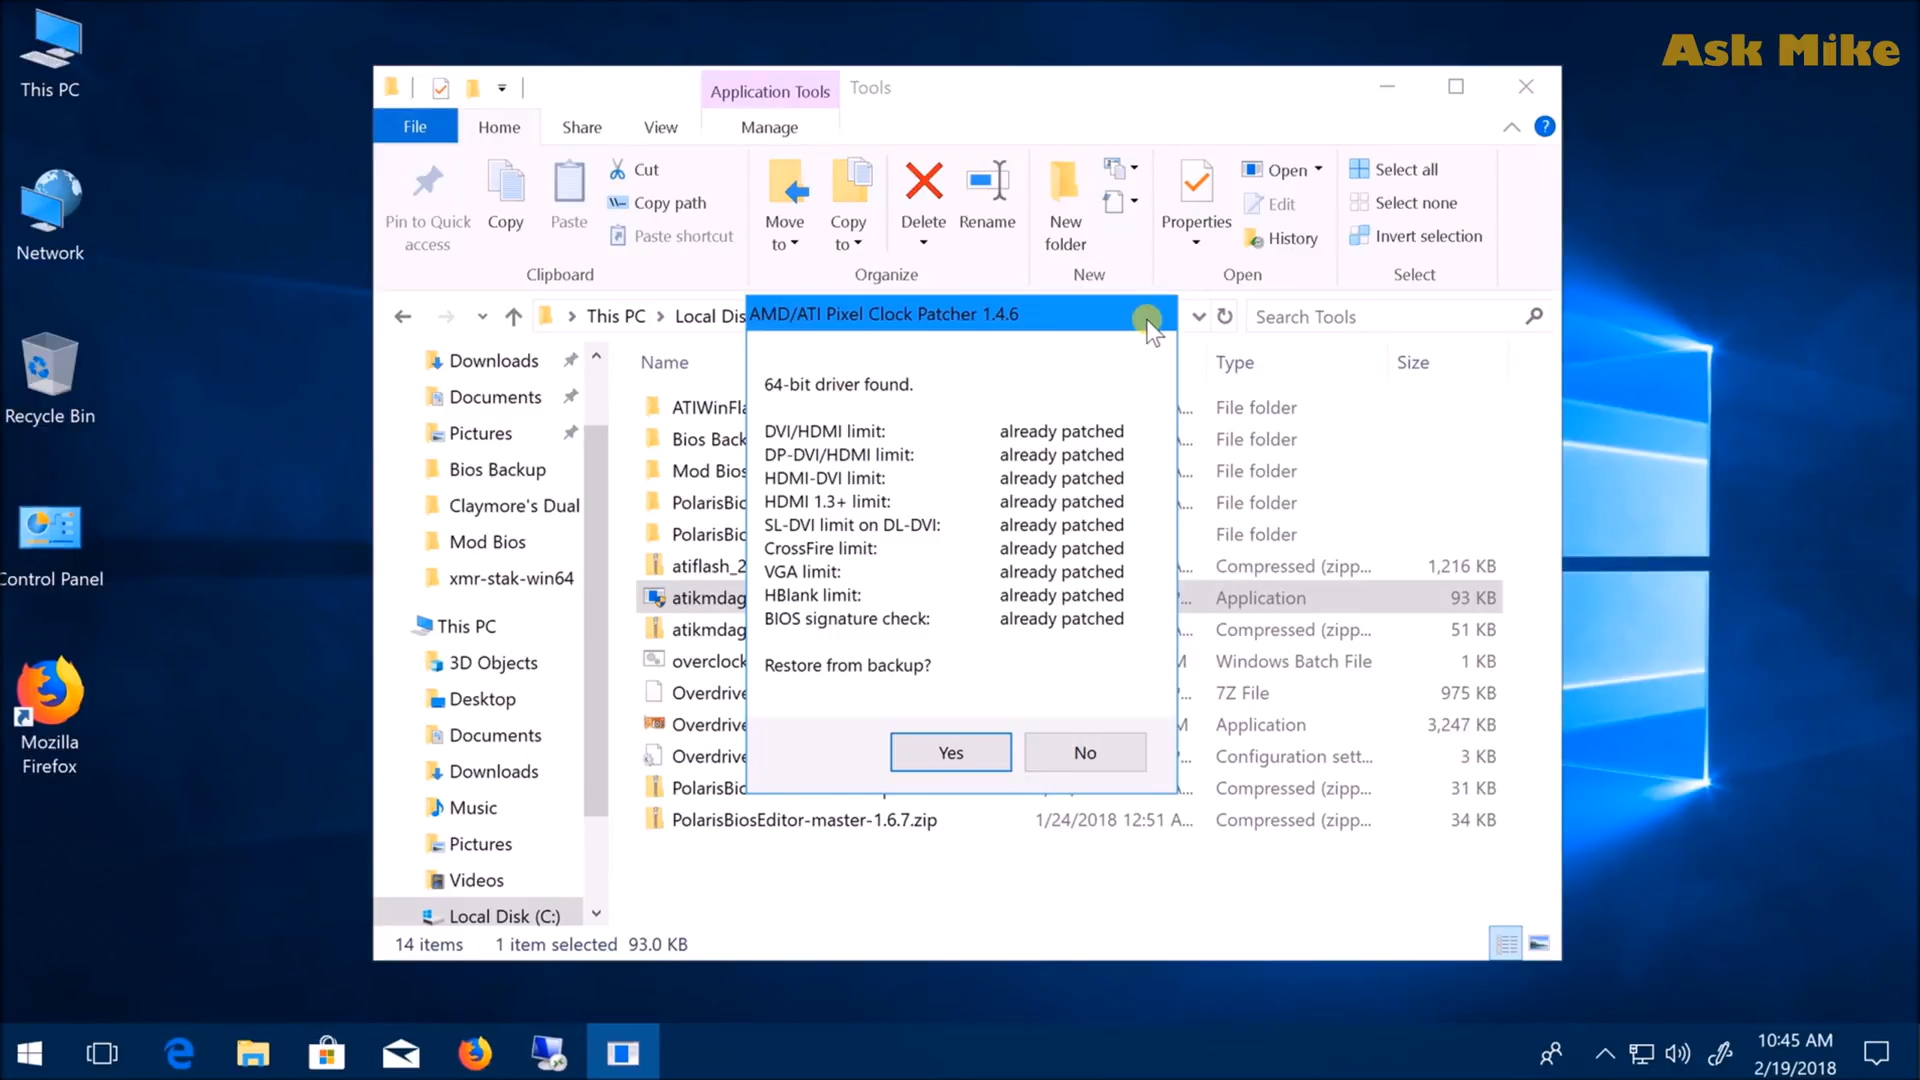 Ask Mike
This PC
Network
Recycle Bin
Control Panel
Mozilla
Firefox
Application Tools
Tools
File
Home
Share
View
Manage
Pin to Quick
access
Copy
Paste
Cut
Copy path
Paste shortcut
Clipboard
Move
to
Copy
to
Delete
Rename
Organize
New
folder
New
Properties
Open
Edit
History
Open
Select all
Select none
Invert selection
Select
This PC
Local Dis
Search Tools
AMD/ATI Pixel Clock Patcher 1.4.6
64-bit driver found.
DVI/HDMI limit: already patched
DP-DVI/HDMI limit: already patched
HDMI-DVI limit: already patched
HDMI 1.3+ limit: already patched
SL-DVI limit on DL-DVI: already patched
CrossFire limit: already patched
VGA limit: already patched
HBlank limit: already patched
BIOS signature check: already patched
Restore from backup?
Yes
No
Downloads
Documents
Pictures
Bios Backup
Claymore's Dual
Mod Bios
xmr-stak-win64
This PC
3D Objects
Desktop
Documents
Downloads
Music
Pictures
Videos
Local Disk (C:)
Name Type Size
ATIWinFla File folder
Bios Back File folder
Mod Bios File folder
PolarisBio File folder
PolarisBio File folder
atiflash_2 Compressed (zipp... 1,216 KB
atikmdag Application 93 KB
atikmdag Compressed (zipp... 51 KB
overclock Windows Batch File 1 KB
Overdrive 7Z File 975 KB
Overdrive Application 3,247 KB
Overdrive Configuration sett... 3 KB
PolarisBio Compressed (zipp... 31 KB
PolarisBiosEditor-master-1.6.7.zip 1/24/2018 12:51 A... Compressed (zipp... 34 KB
14 items 1 item selected 93.0 KB
10:45 AM
2/19/2018